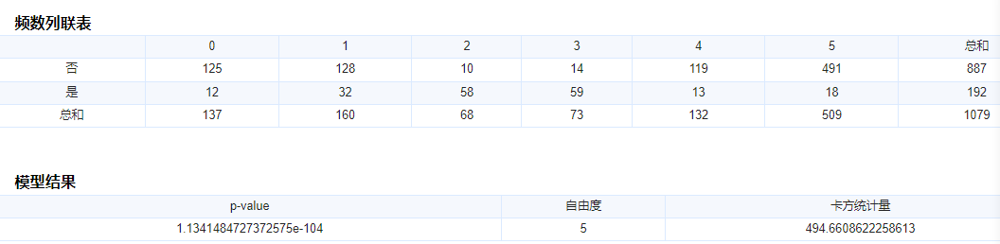 频数列联表
0 1 2 3 4 5 总和
否 125 128 10 14 119 491 887
是 12 32 58 59 13 18 192
总和 137 160 68 73 132 509 1079
模型结果
p-value 自由度 卡方统计量
1.1341484727372575e-104 5 494.6608622258613